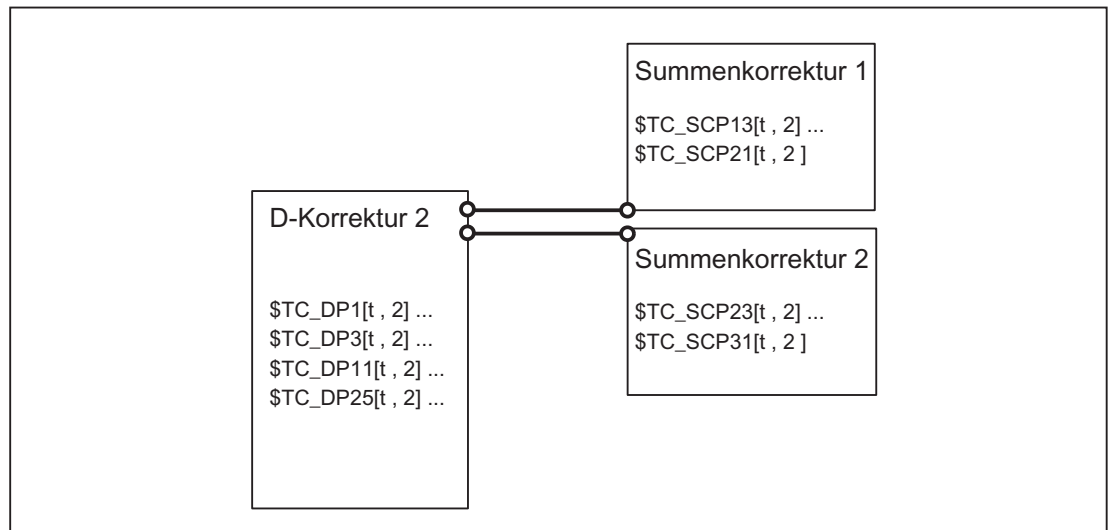 Summenkorrektur 1
$TC_SCP13[t , 2] ...
$TC_SCP21[t , 2 ]
D-Korrektur 2
$TC_DP1[t , 2] ...
$TC_DP3[t , 2] ...
$TC_DP11[t , 2] ...
$TC_DP25[t , 2] ...
Summenkorrektur 2
$TC_SCP23[t , 2] ...
$TC_SCP31[t , 2 ]